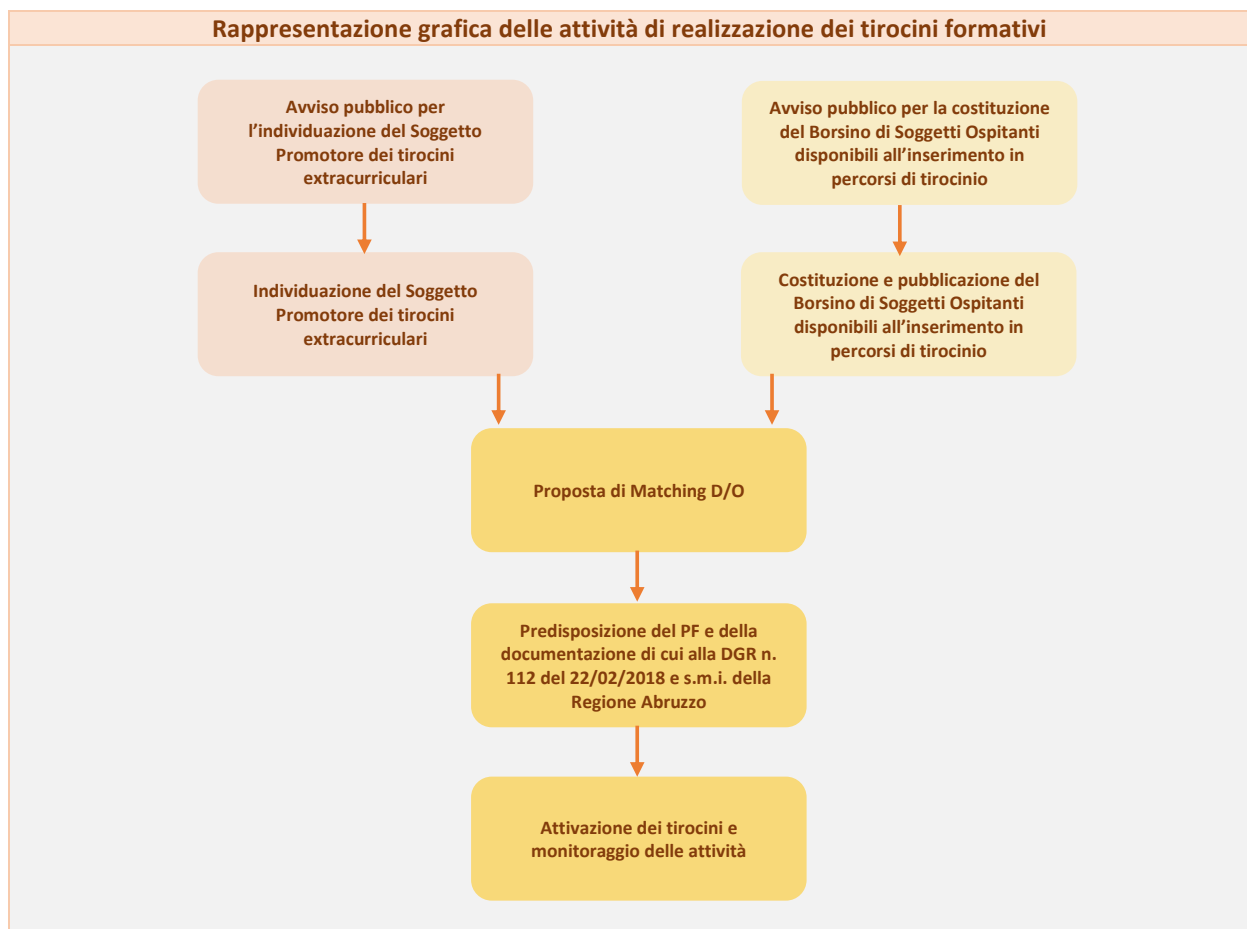 Rappresentazione grafica delle attività di realizzazione dei tirocini formativi
Avviso pubblico per
l’individuazione del Soggetto
Promotore dei tirocini
extracurriculari
Avviso pubblico per la costituzione
del Borsino di Soggetti Ospitanti
disponibili all’inserimento in
percorsi di tirocinio
Individuazione del Soggetto
Promotore dei tirocini
extracurriculari
Costituzione e pubblicazione del
Borsino di Soggetti Ospitanti
disponibili all’inserimento in
percorsi di tirocinio
Proposta di Matching D/O
Predisposizione del PF e della
documentazione di cui alla DGR n.
112 del 22/02/2018 e s.m.i. della
Regione Abruzzo
Attivazione dei tirocini e
monitoraggio delle attività